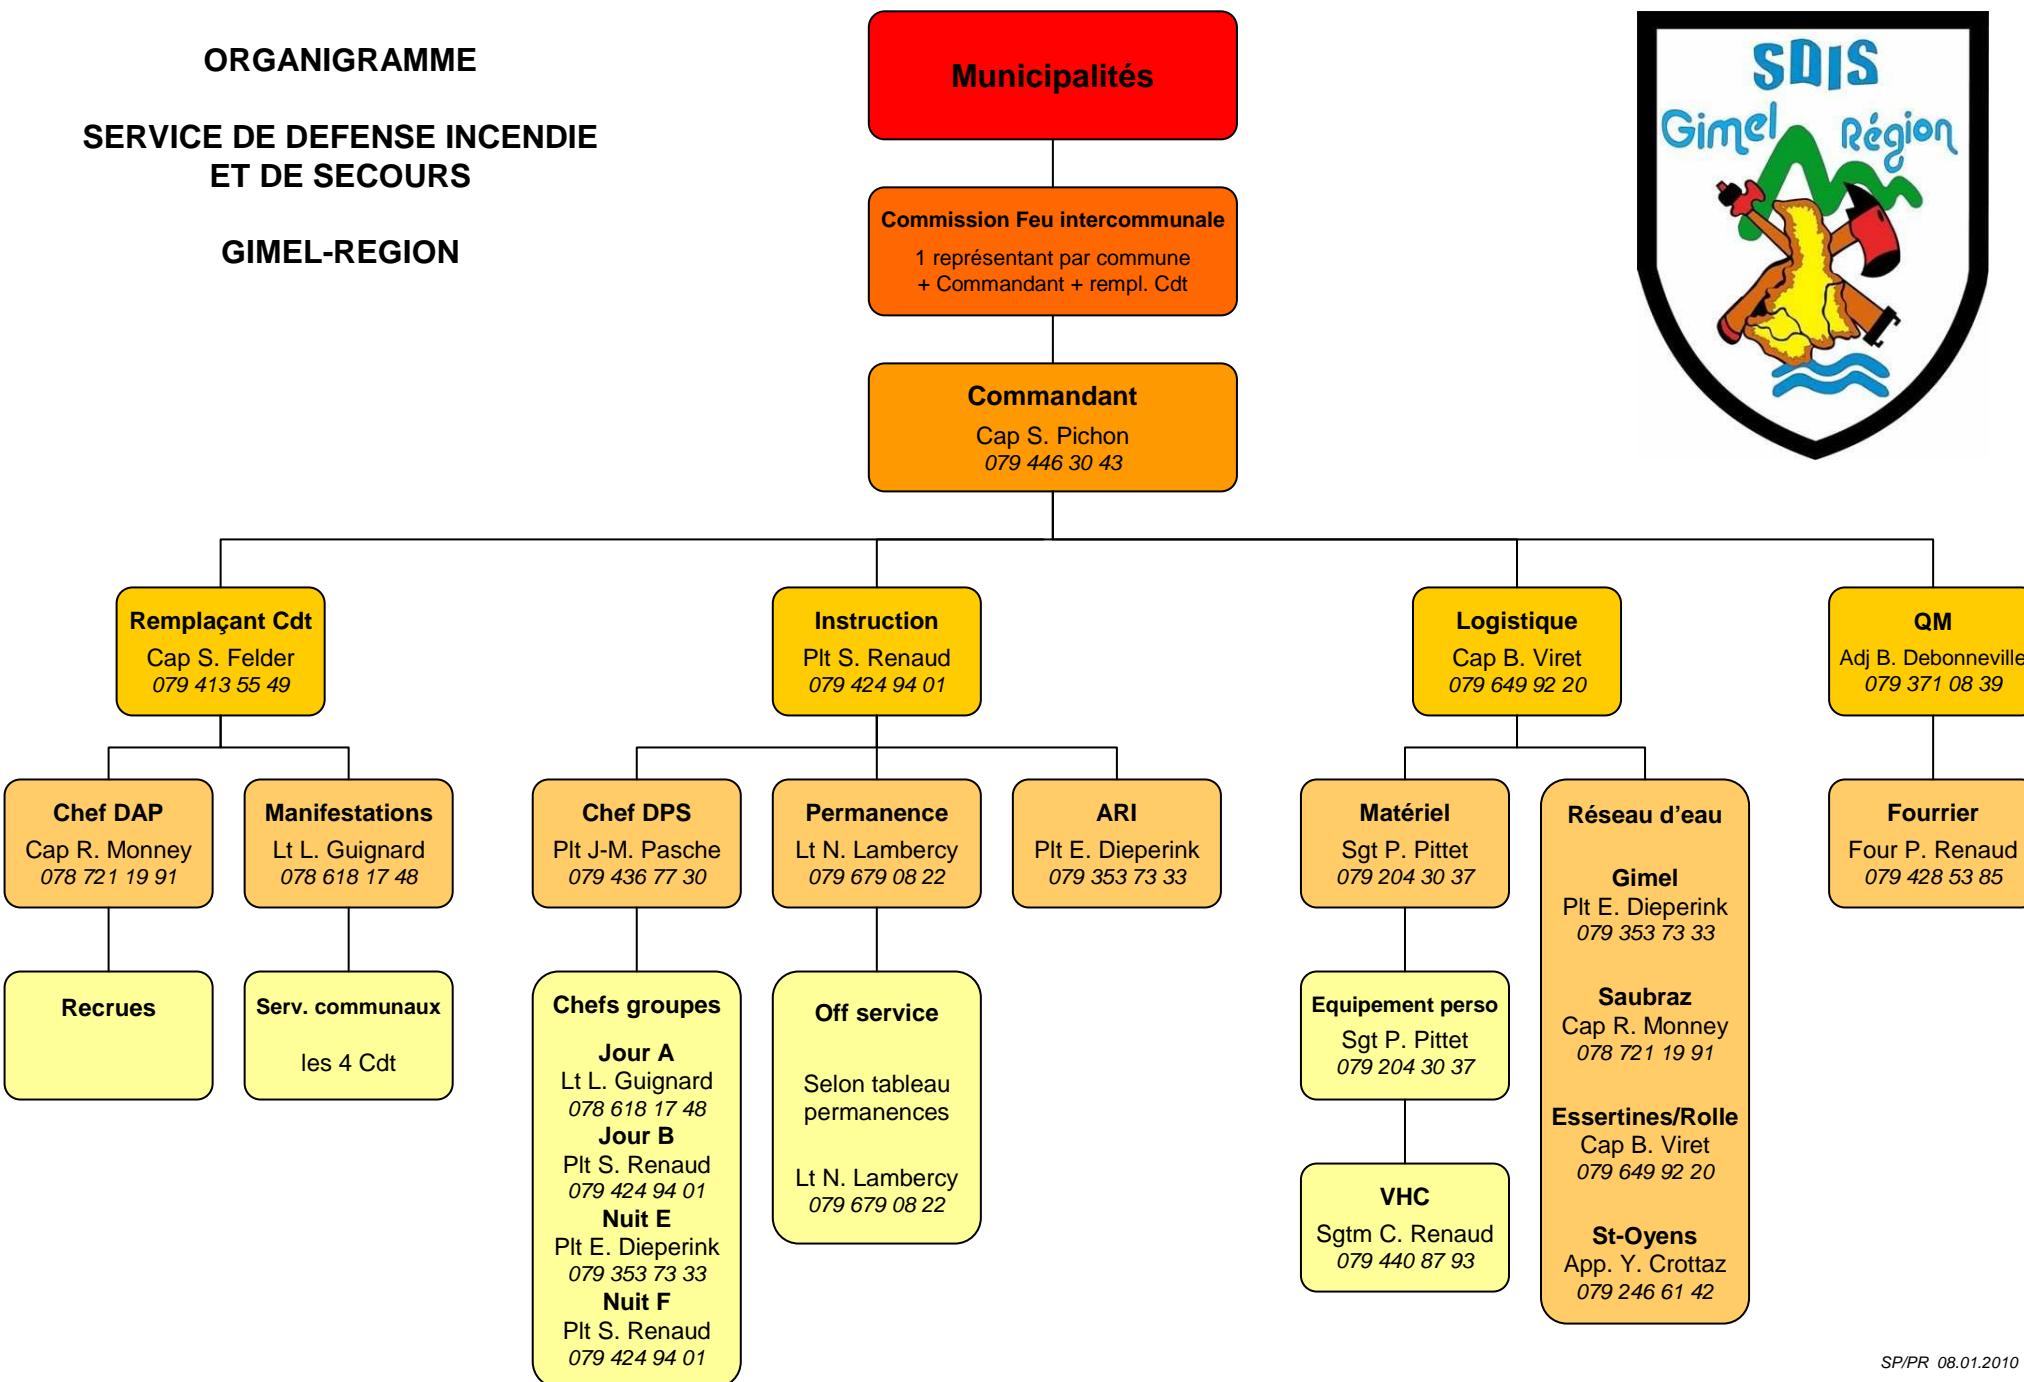 ORGANIGRAMME
SERVICE DE DEFENSE INCENDIE
ET DE SECOURS
GIMEL-REGION
Municipalités
SDIS
Gimel Région
Commission Feu intercommunale
1 représentant par commune
+ Commandant + rempl. Cdt
Commandant
Cap S. Pichon
079 446 30 43
Remplaçant Cdt
Cap S. Felder
079 413 55 49
Instruction
Plt S. Renaud
079 424 94 01
Logistique
Cap B. Viret
079 649 92 20
QM
Adj B. Debonneville
079 371 08 39
Chef DAP
Cap R. Monney
078 721 19 91
Manifestations
Lt L. Guignard
078 618 17 48
Chef DPS
Plt J-M. Pasche
079 436 77 30
Permanence
Lt N. Lambercy
079 679 08 22
ARI
Plt E. Dieperink
079 353 73 33
Matériel
Sgt P. Pittet
079 204 30 37
Réseau d'eau
Gimel
Plt E. Dieperink
079 353 73 33
Saubraz
Cap R. Monney
078 721 19 91
Essertines/Rolle
Cap B. Viret
079 649 92 20
St-Oyens
App. Y. Crottaz
079 246 61 42
Fourrier
Four P. Renaud
079 428 53 85
Recrues
Serv. communaux
les 4 Cdt
Chefs groupes
Jour A
Lt L. Guignard
078 618 17 48
Jour B
Plt S. Renaud
079 424 94 01
Nuit E
Plt E. Dieperink
079 353 73 33
Nuit F
Plt S. Renaud
079 424 94 01
Off service
Selon tableau
permanences
Lt N. Lambercy
079 679 08 22
Equipement perso
Sgt P. Pittet
079 204 30 37
VHC
Sgtm C. Renaud
079 440 87 93
SP/PR 08.01.2010